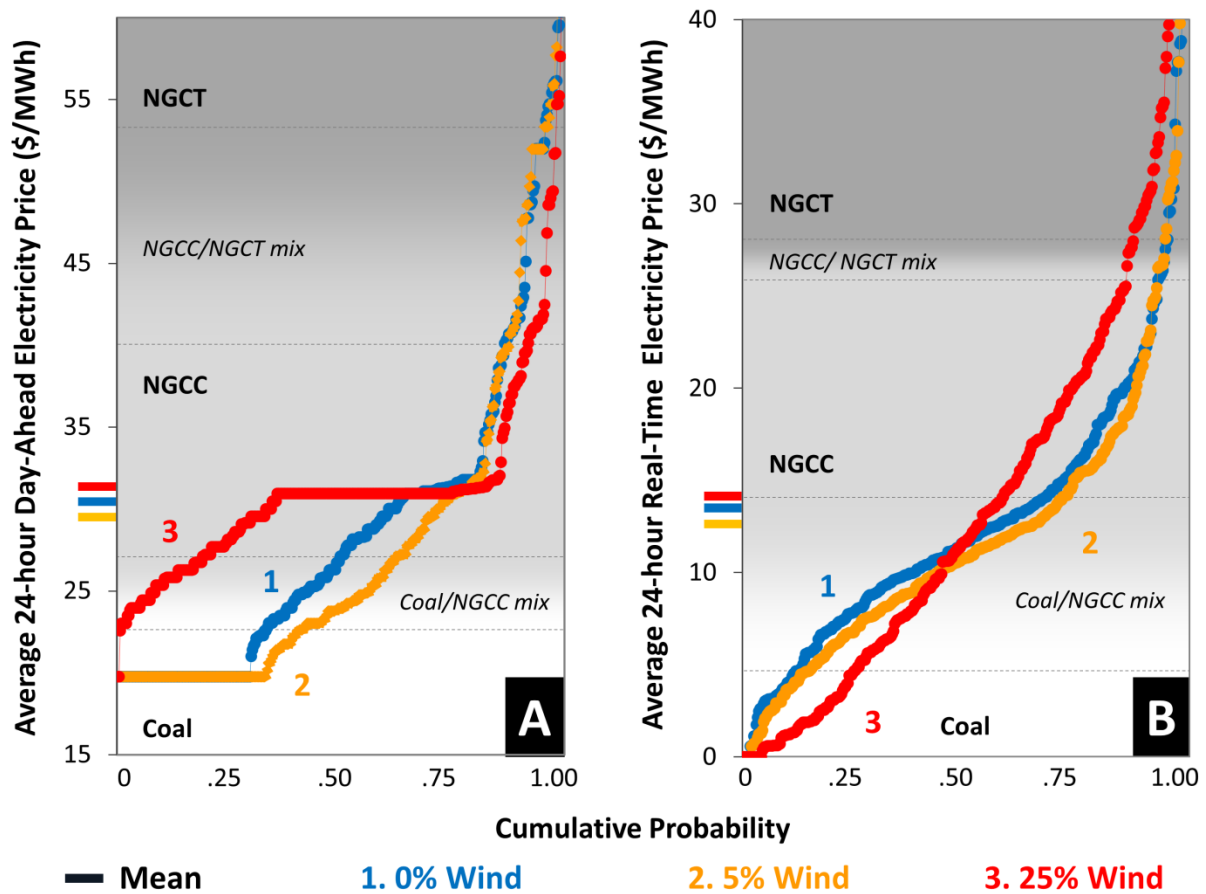 Average 24-hour Day-Ahead Electricity Price ($/MWh)
55
45
35
25
15
NGCT
NGCC/NGCT mix
NGCC
3
1
Coal/NGCC mix
2
Coal
A
0 .25 .50 .75 1.00
Average 24-hour Real-Time Electricity Price ($/MWh)
40
30
20
10
0
NGCT
NGCC/ NGCT mix
NGCC
1
2
Coal/NGCC mix
3
Coal
B
0 .25 .50 .75 1.00
Cumulative Probability
Mean 1. 0% Wind 2. 5% Wind 3. 25% Wind